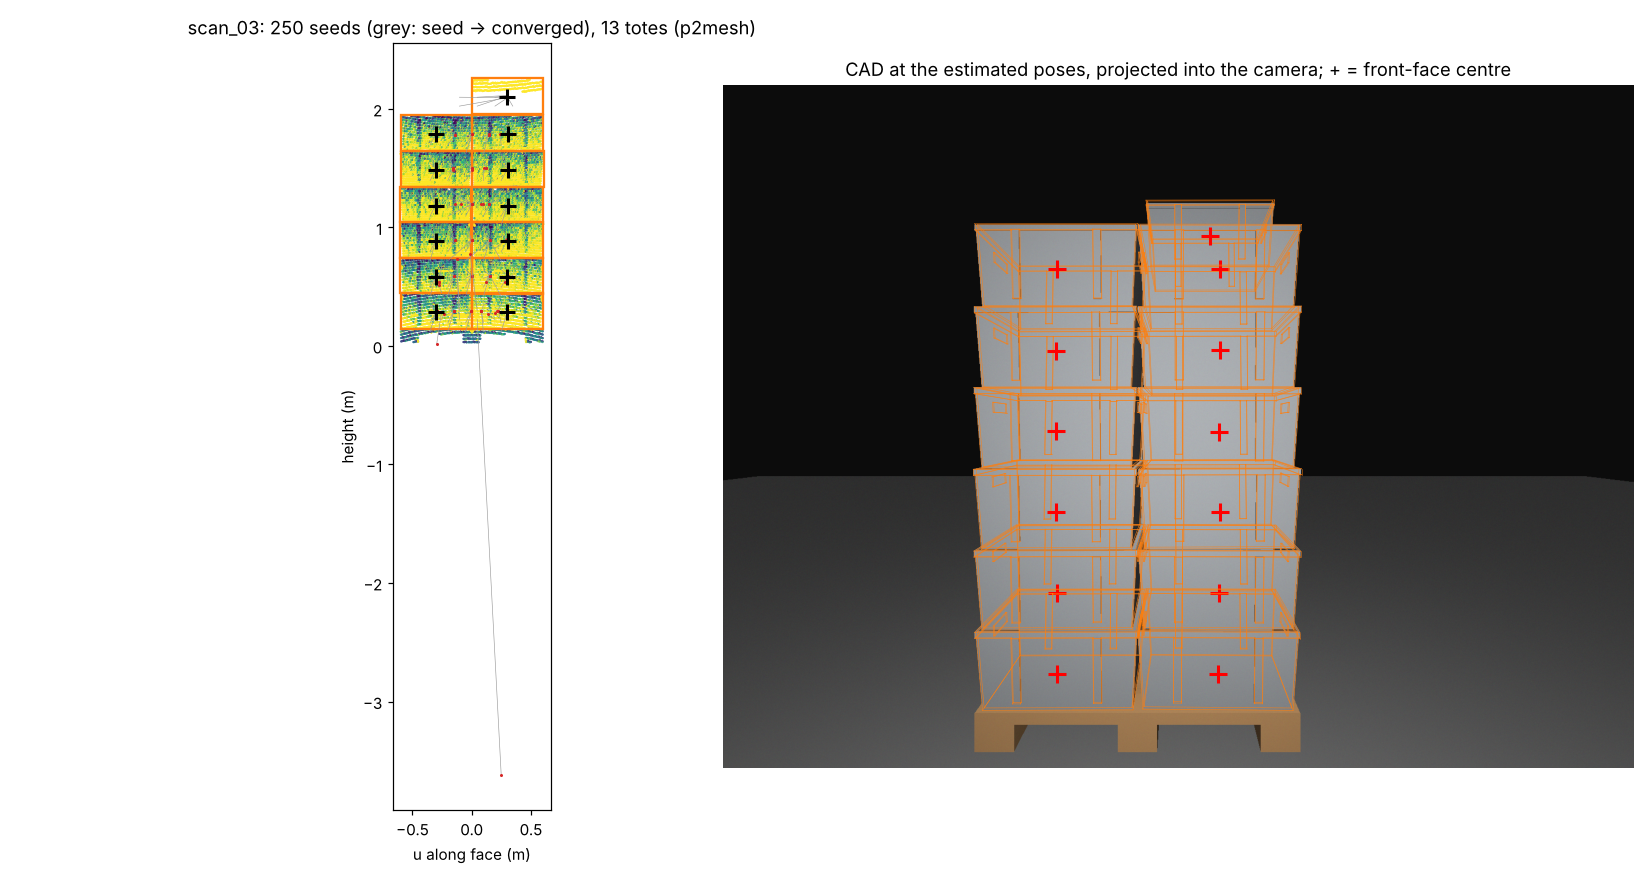 scan_03: 250 seeds (grey: seed → converged), 13 totes (p2mesh)
CAD at the estimated poses, projected into the camera; + = front-face centre
2
1
0
−1
−2
−3
height (m)
−0.5 0.0 0.5
u along face (m)